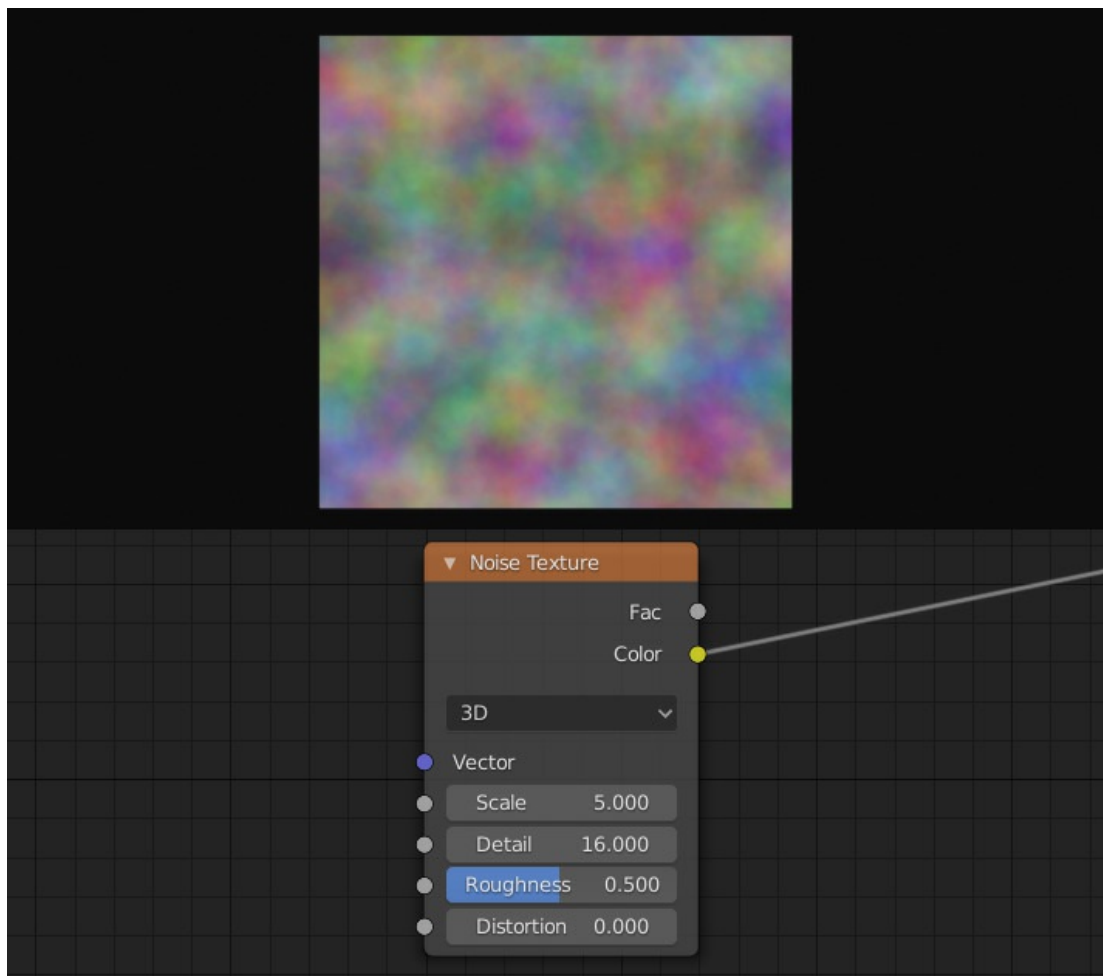 Noise Texture
Fac
Color
3D
Vector
Scale 5.000
Detail 16.000
Roughness 0.500
Distortion 0.000